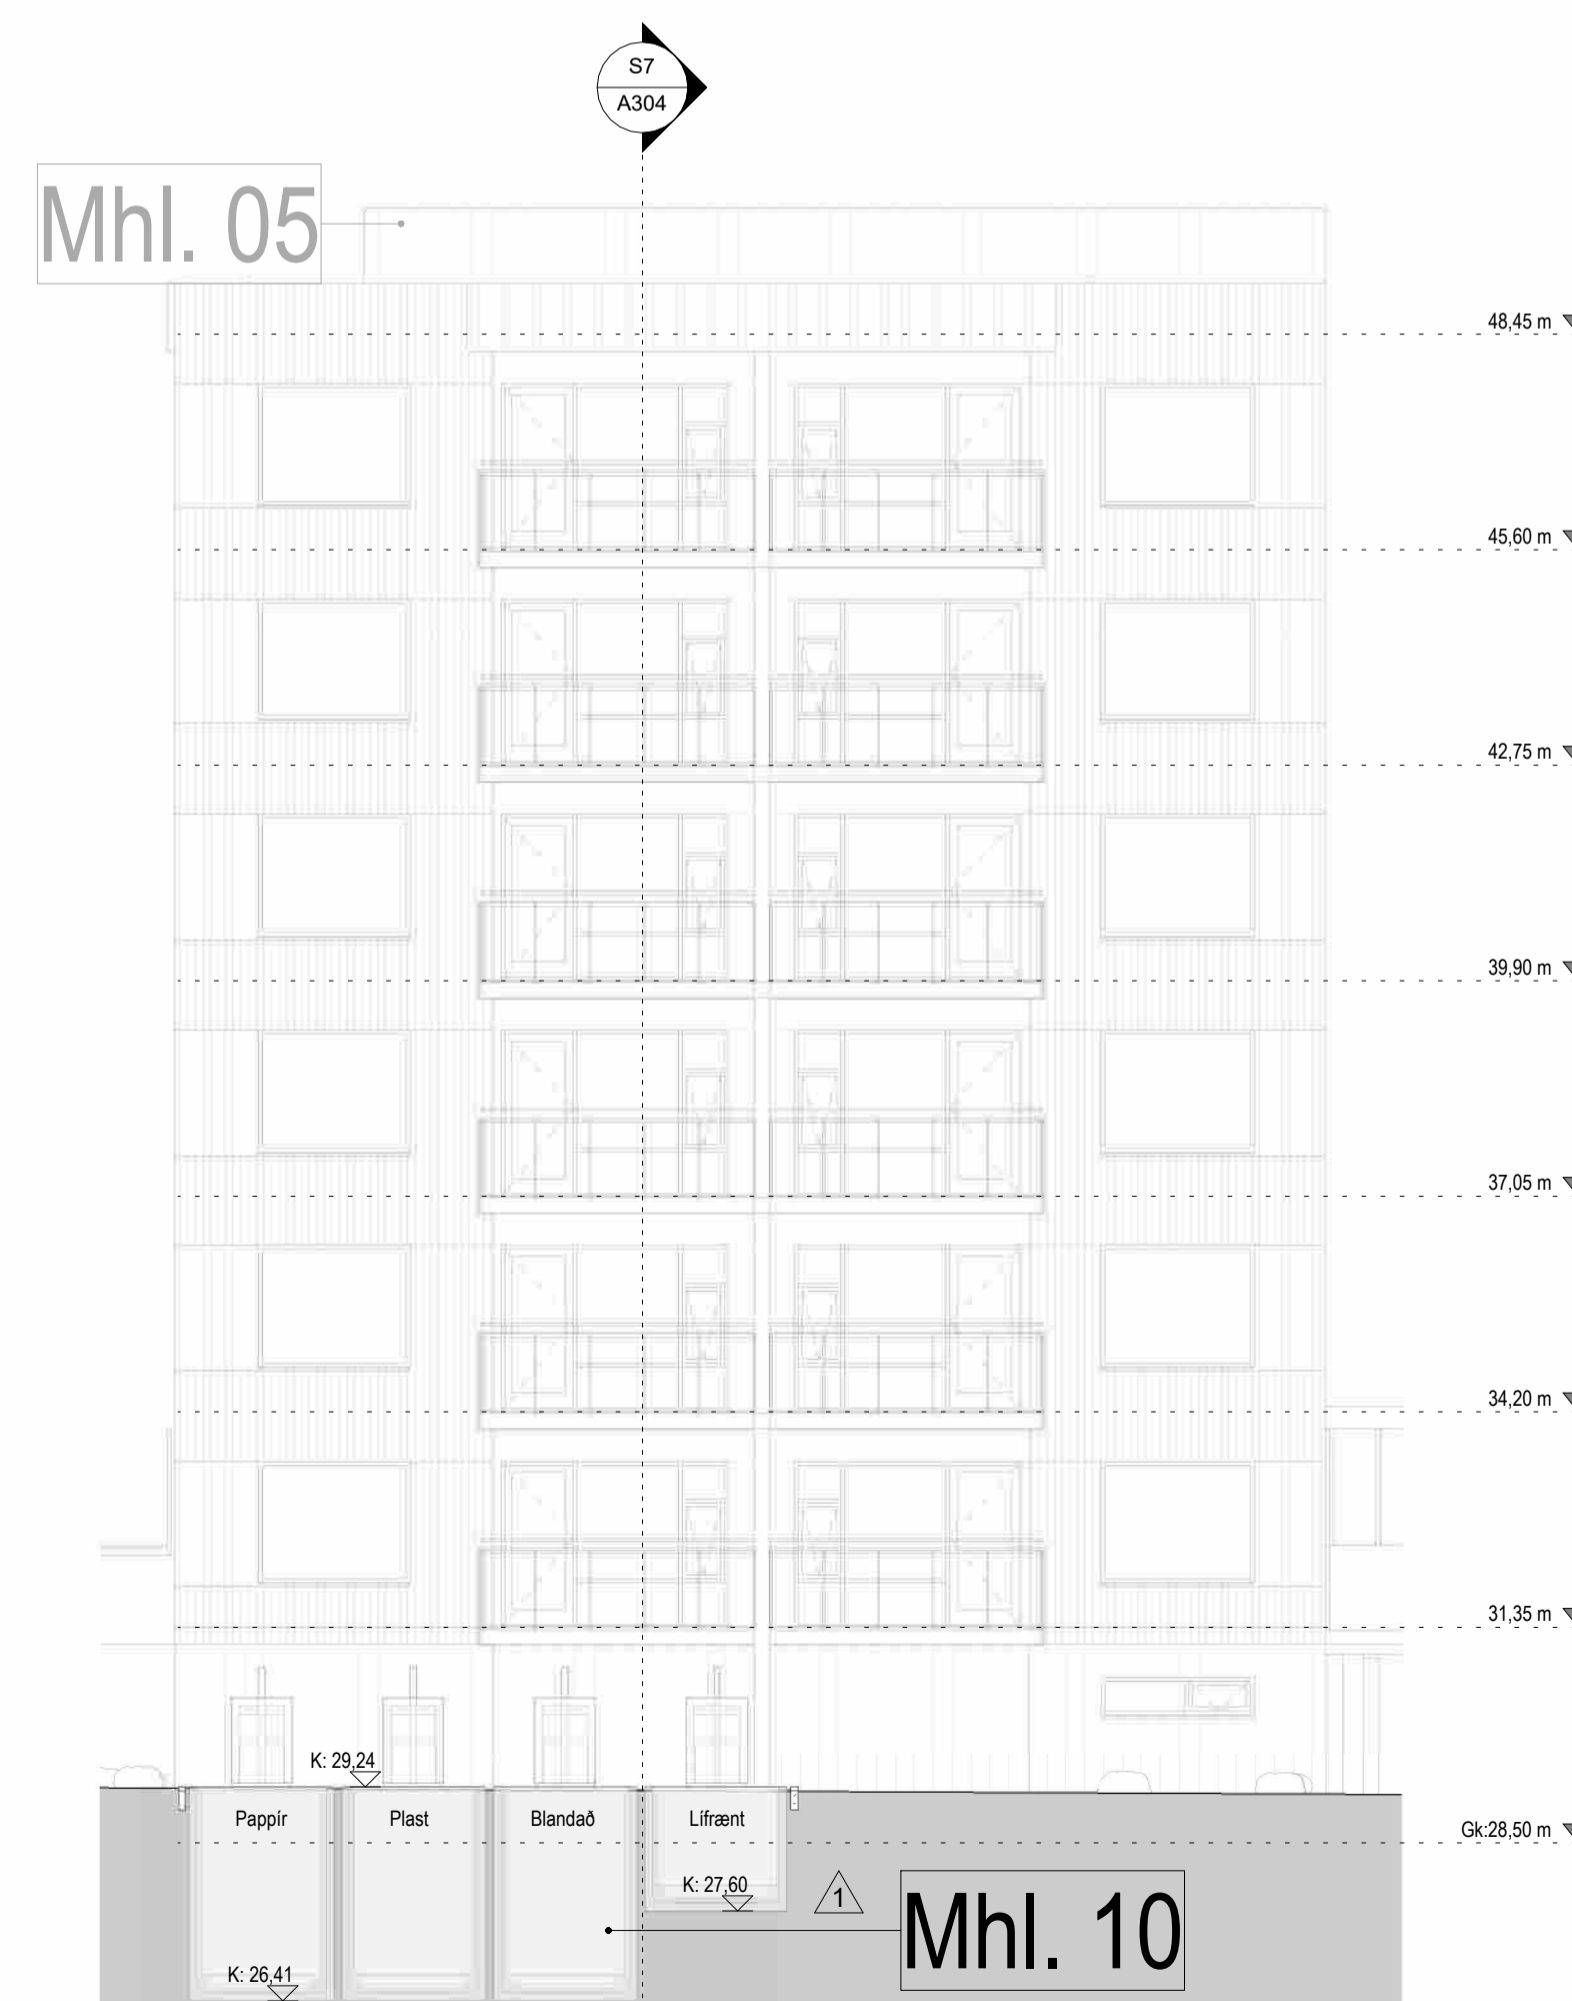 S7
A304
Mhl. 05
48,45 m
45,60 m
42,75 m
39,90 m
37,05 m
34,20 m
31,35 m
K: 29,24
Pappír
Plast
Blandað
Lífrænt
Gk:28,50 m
K: 27,60
1
Mhl. 10
K: 26,41